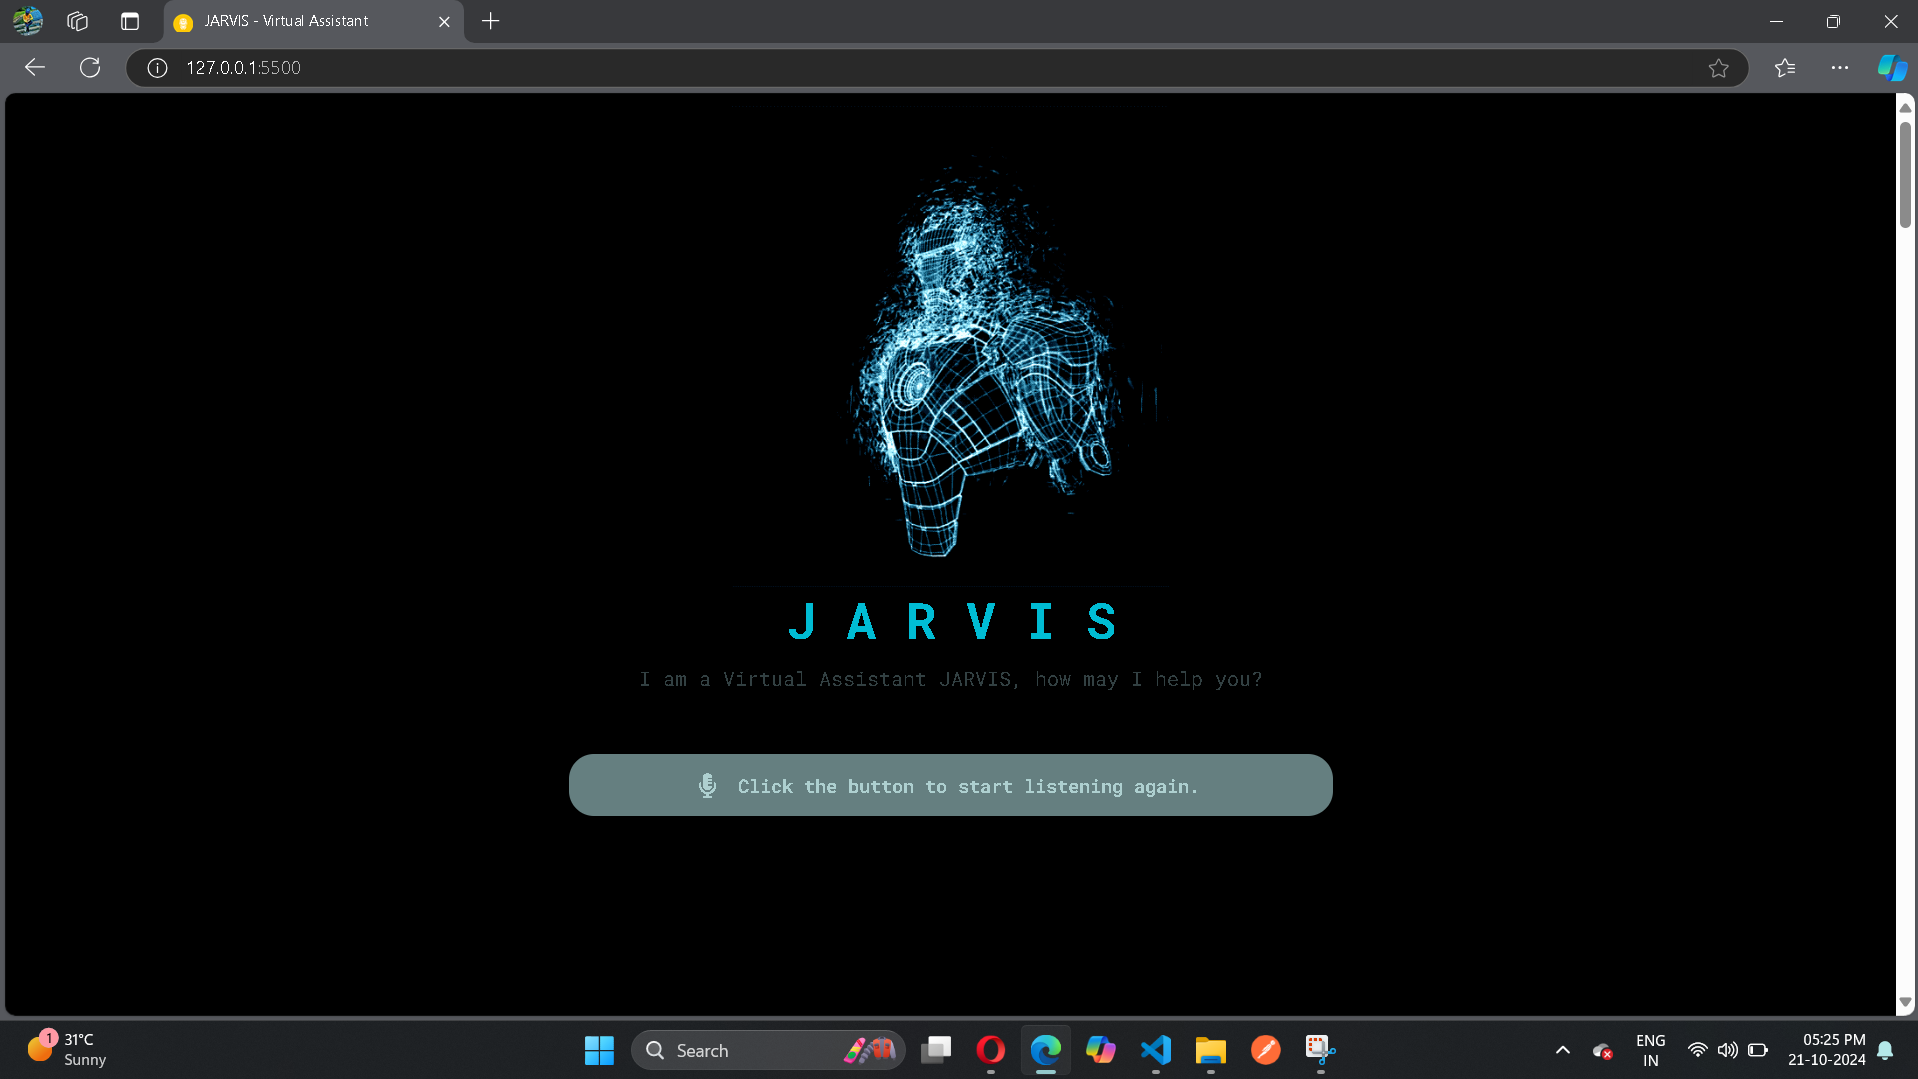 JARVIS - Virtual Assistant
127.0.0.1:5500
J A R V I S
I am a Virtual Assistant JARVIS, how may I help you?
Click the button to start listening again.
1
31°C
Sunny
Search
ENG
IN
05:25 PM
21-10-2024